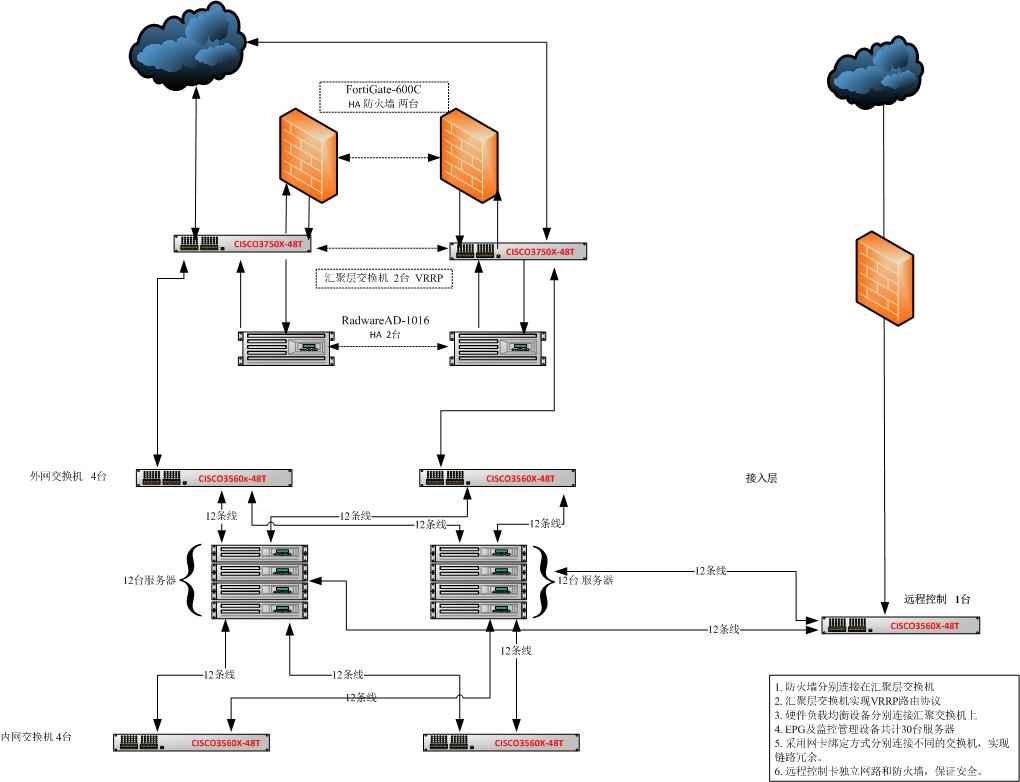 FortiGate-600C
HA 防火墙 两台
CISCO3750X-48T
CISCO3750X-48T
汇聚层交换机 2台 VRRP
RadwareAD-1016
HA 2台
外网交换机 4台
CISCO3560x-48T
CISCO3560X-48T
接入层
12条线
12条线
12条线
12条线
12台服务器
12台 服务器
12条线
远程控制 1台
12条线
CISCO3560X-48T
12条线
12条线
12条线
12条线
内网交换机 4台
CISCO3560X-48T
CISCO3560X-48T
1. 防火墙分别连接在汇聚层交换机
2. 汇聚层交换机实现VRRP路由协议
3. 硬件负载均衡设备分别连接汇聚交换机上
4. EPG及监控管理设备共计30台服务器
5. 采用网卡绑定方式分别连接不同的交换机，实现
链路冗余。
6. 远程控制卡独立网路和防火墙，保证安全。